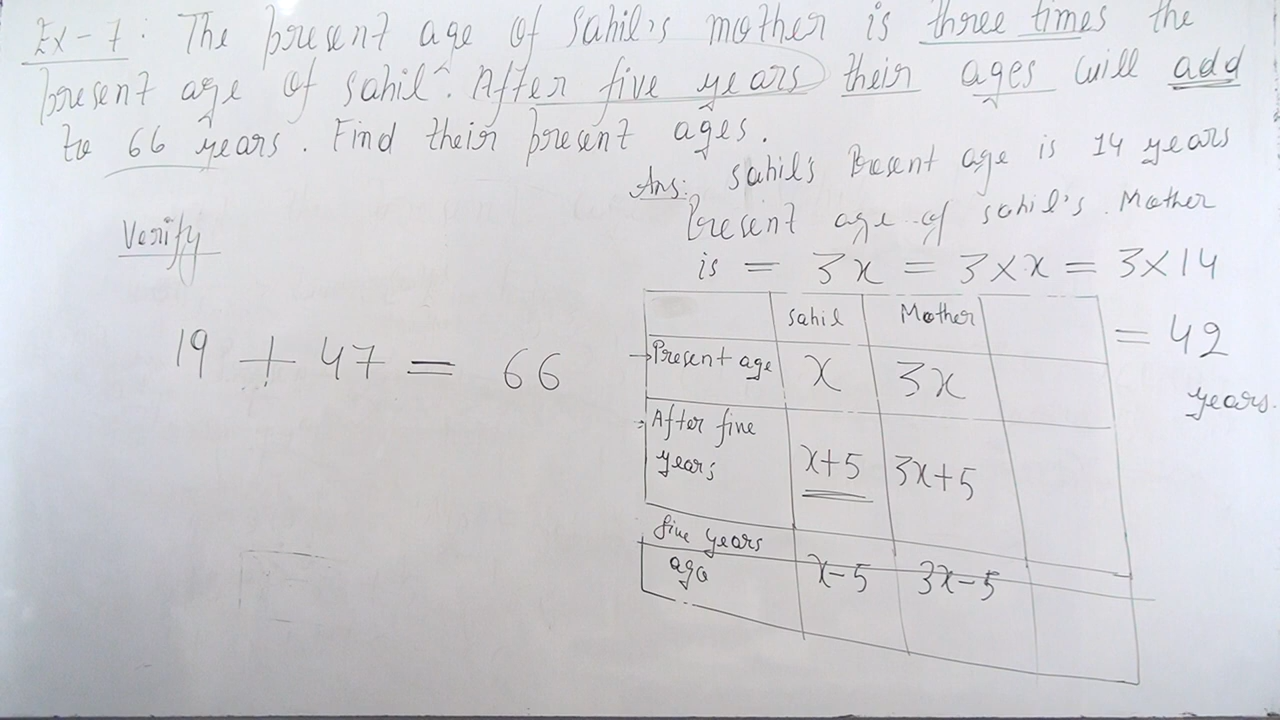 Ex-7: The present age of Sahil's mother is three times the
present age of Sahil. After five years their ages will add
to 66 years. Find their present ages.
Ans: Sahil's Present age is 14 years
Present age of Sahil's Mother
is = 3x = 3×x = 3×14
= 42
years.
Verify
19 + 47 = 66
Sahil Mother
Present age x 3x
After five
years x+5 3x+5
five years
ago x-5 3x-5